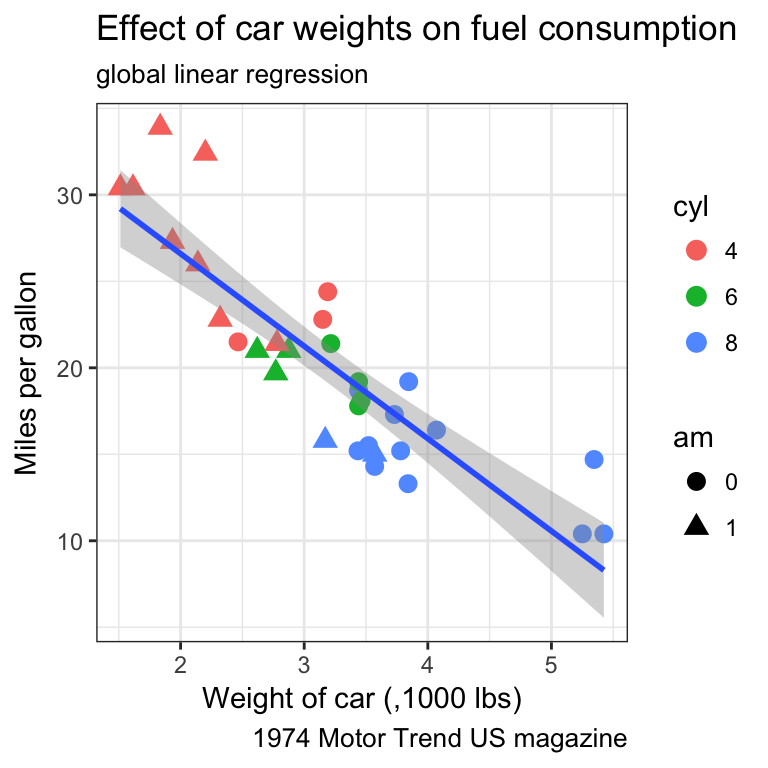 Effect of car weights on fuel consumption
global linear regression
Miles per gallon
30
20
10
2 3 4 5
Weight of car (,1000 lbs)
1974 Motor Trend US magazine
cyl
4
6
8
am
0
1